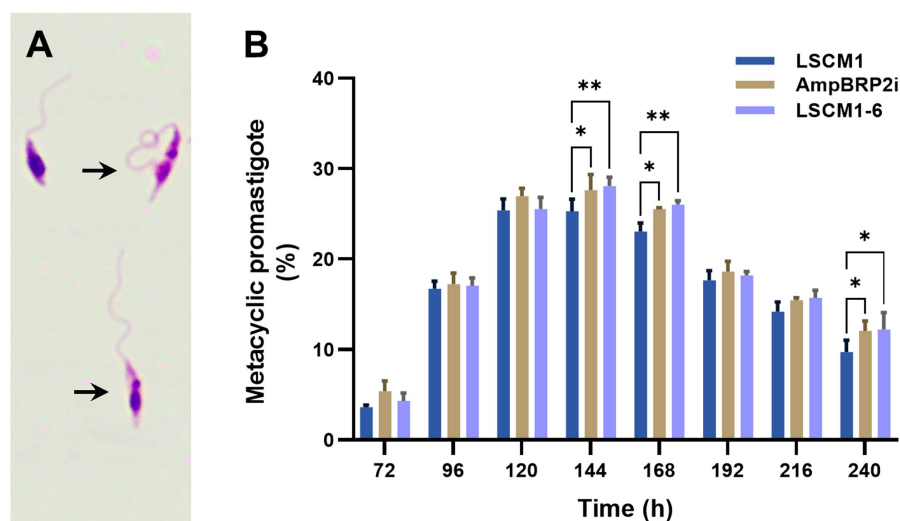 A
B
LSCM1
AmpBRP2i
LSCM1-6
Metacyclic promastigote
(%)
40
30
20
10
0
**
*
**
*
*
*
72 96 120 144 168 192 216 240
Time (h)